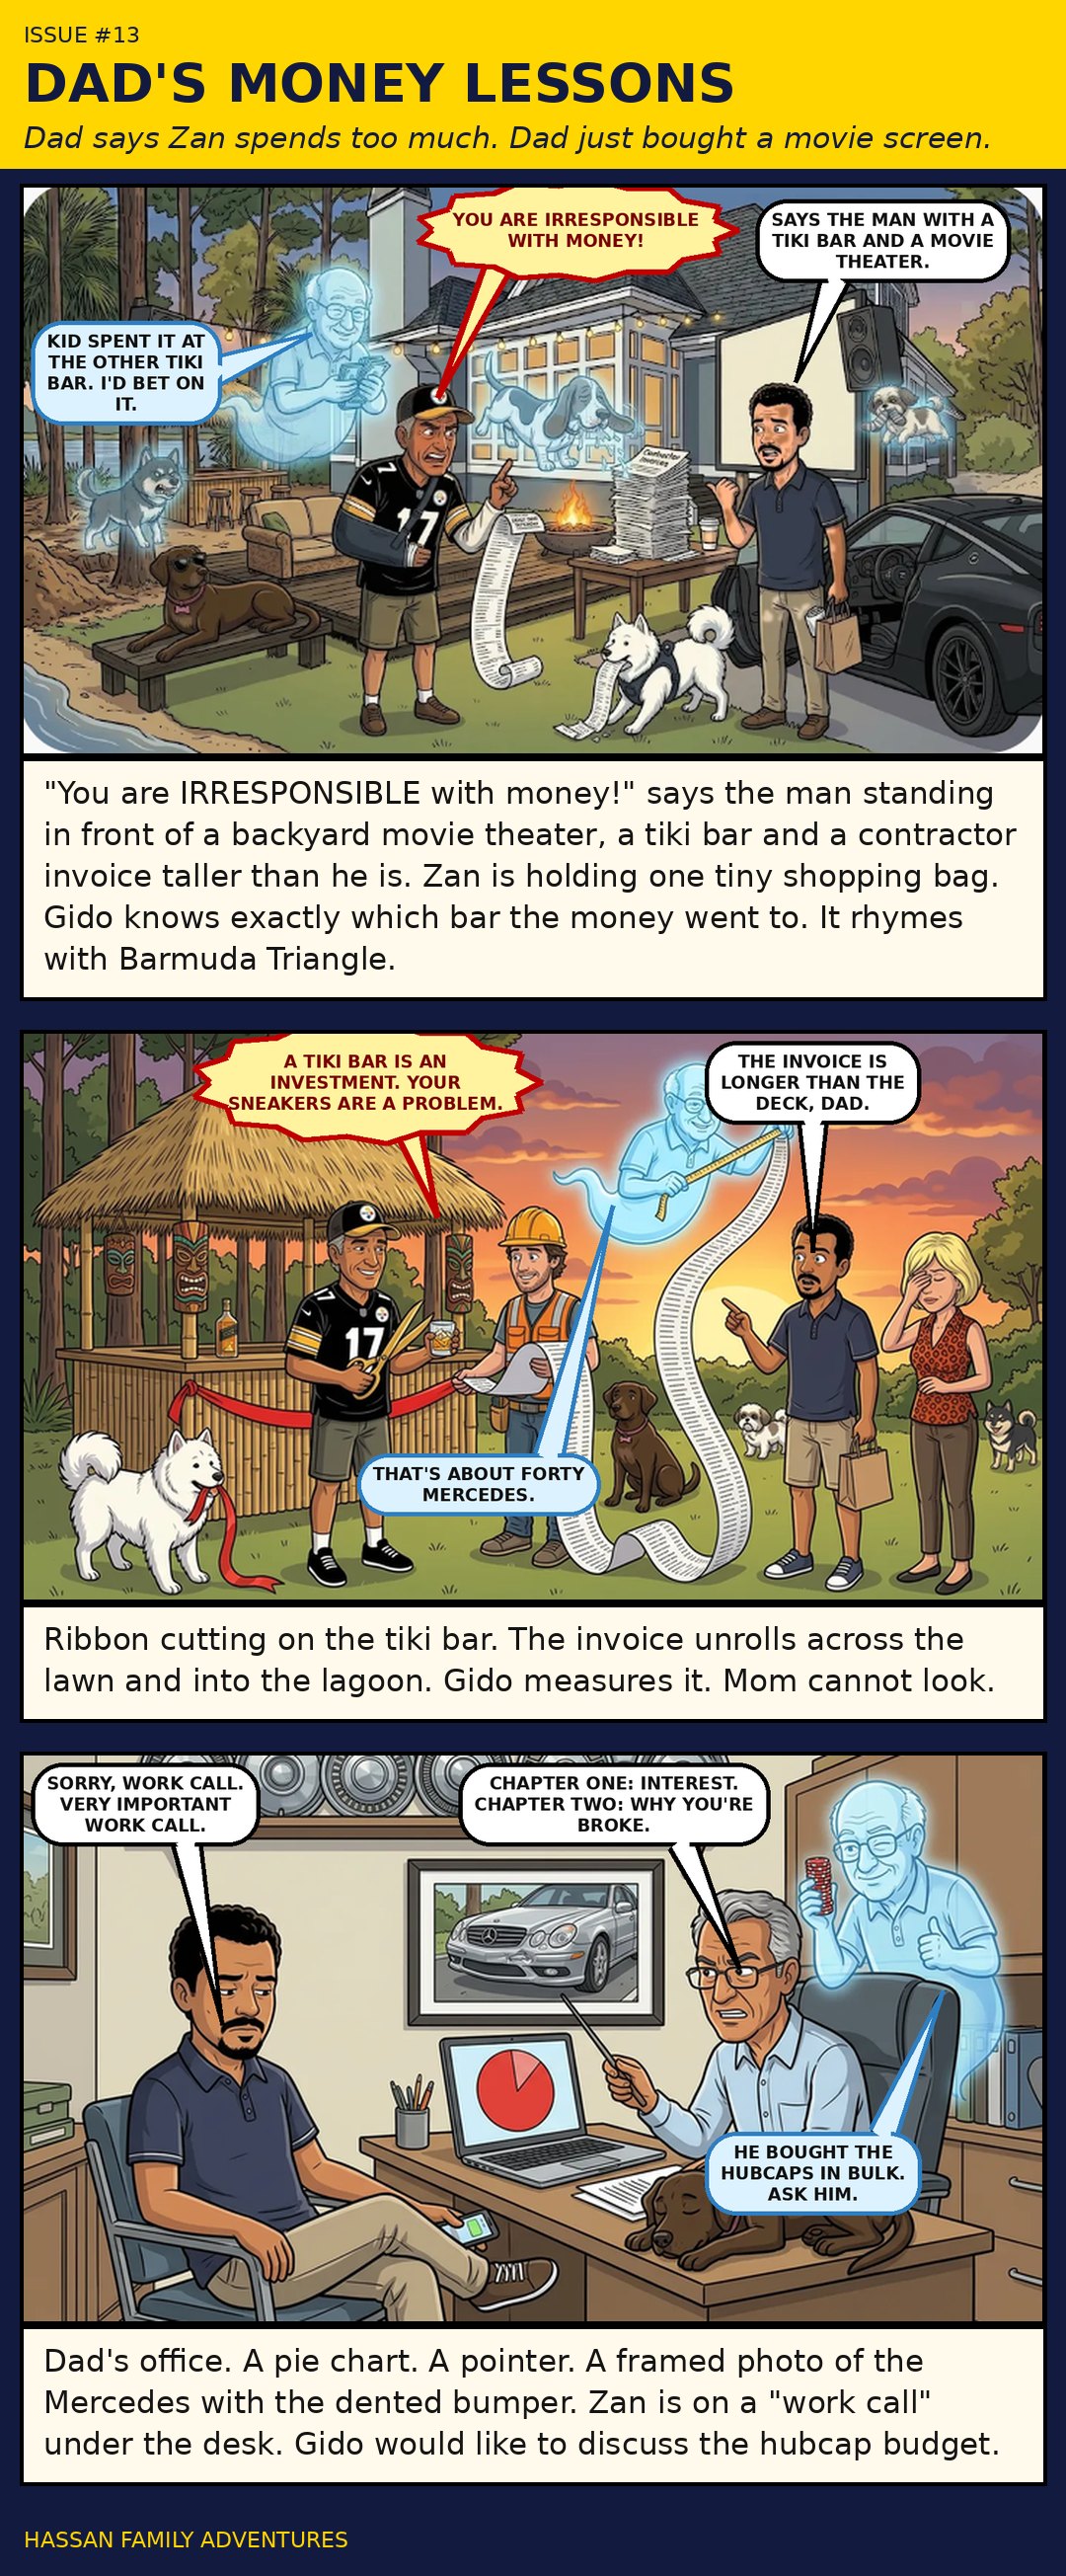 ISSUE #13
DAD'S MONEY LESSONS
Dad says Zan spends too much. Dad just bought a movie screen.
YOU ARE IRRESPONSIBLE
WITH MONEY!
SAYS THE MAN WITH A
TIKI BAR AND A MOVIE
THEATER.
KID SPENT IT AT
THE OTHER TIKI
BAR. I'D BET ON
IT.
Contractor
Invoices
17
7
"You are IRRESPONSIBLE with money!" says the man standing
in front of a backyard movie theater, a tiki bar and a contractor
invoice taller than he is. Zan is holding one tiny shopping bag.
Gido knows exactly which bar the money went to. It rhymes
with Barmuda Triangle.
A TIKI BAR IS AN
INVESTMENT. YOUR
SNEAKERS ARE A PROBLEM.
THE INVOICE IS
LONGER THAN THE
DECK, DAD.
17
17
THAT'S ABOUT FORTY
MERCEDES.
Ribbon cutting on the tiki bar. The invoice unrolls across the
lawn and into the lagoon. Gido measures it. Mom cannot look.
SORRY, WORK CALL.
VERY IMPORTANT
WORK CALL.
CHAPTER ONE: INTEREST.
CHAPTER TWO: WHY YOU'RE
BROKE.
HE BOUGHT THE
HUBCAPS IN BULK.
ASK HIM.
Dad's office. A pie chart. A pointer. A framed photo of the
Mercedes with the dented bumper. Zan is on a "work call"
under the desk. Gido would like to discuss the hubcap budget.
HASSAN FAMILY ADVENTURES